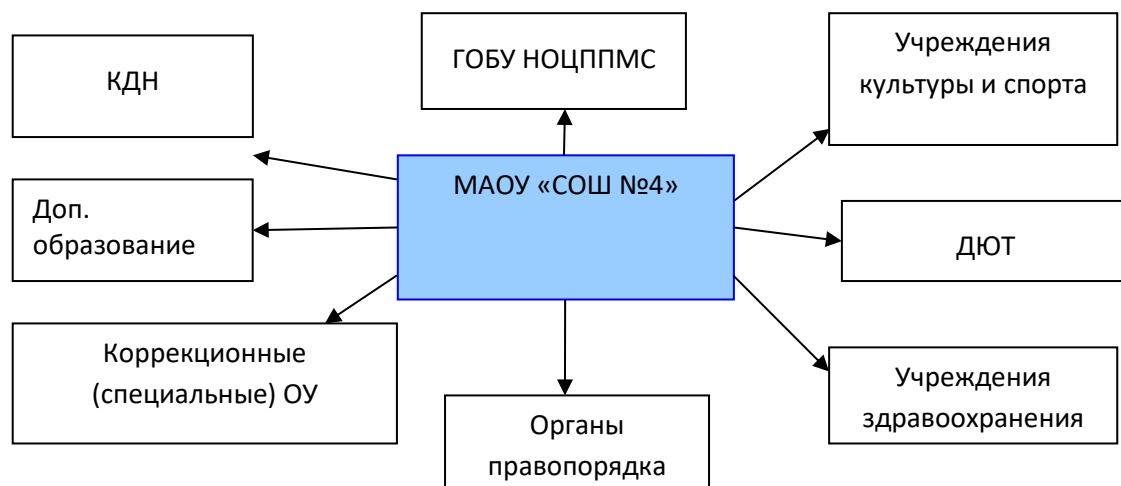 КДН
ГОБУ НОЦППМС
Учреждения
культуры и спорта
МАОУ «СОШ №4»
Доп.
образование
ДЮТ
Коррекционные
(специальные) ОУ
Учреждения
здравоохранения
Органы
правопорядка